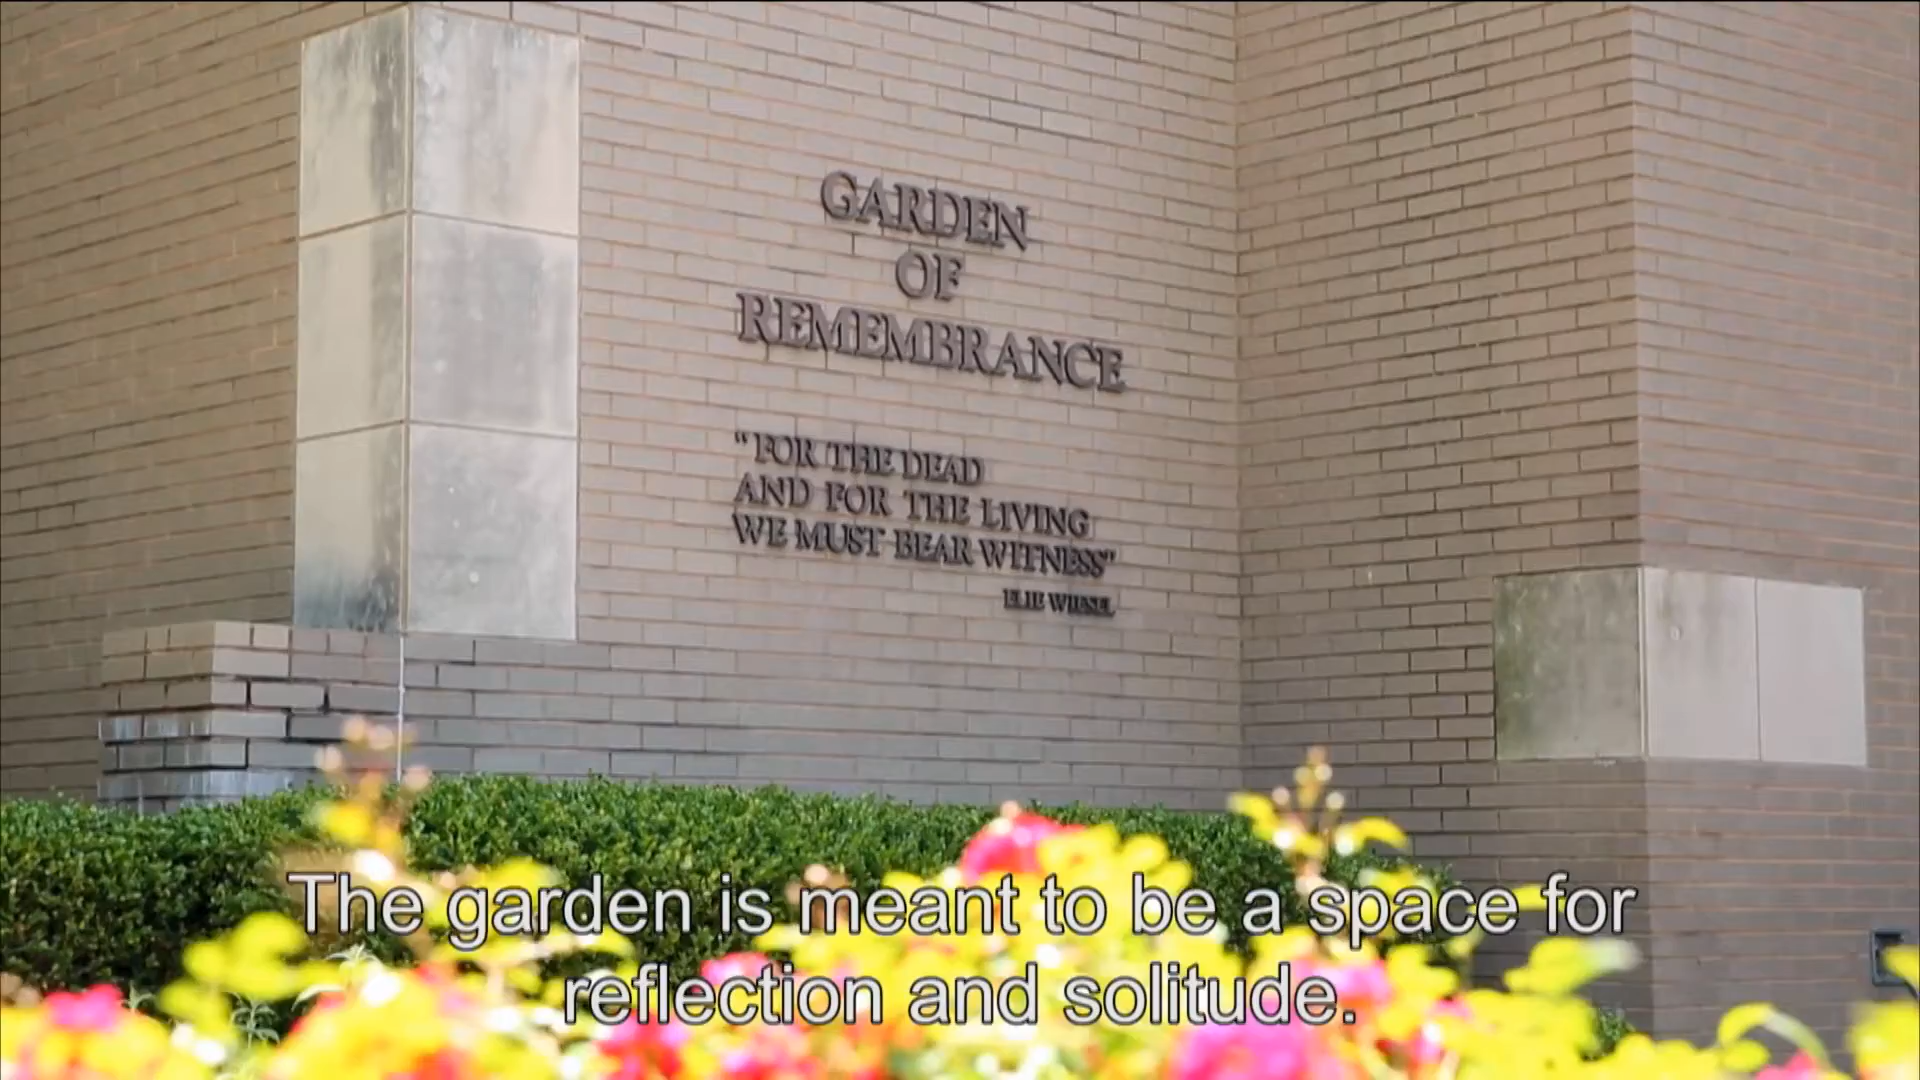 GARDEN
OF
REMEMBRANCE
"FOR THE DEAD
AND FOR THE LIVING
WE MUST BEAR WITNESS"
ELIE WIESEL
The garden is meant to be a space for
reflection and solitude.